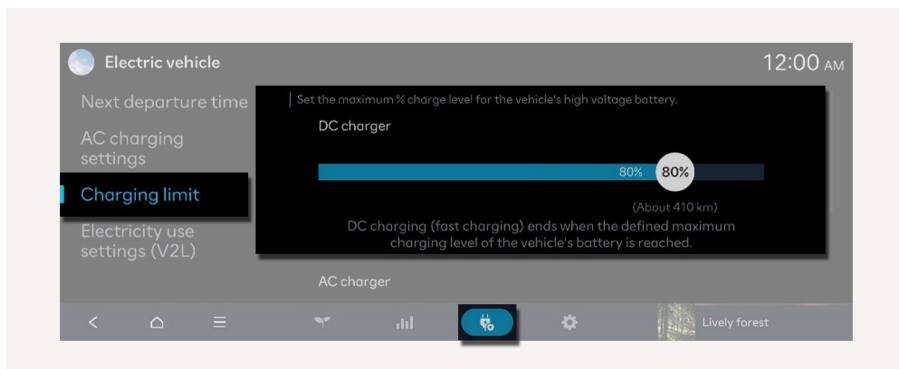 Electric vehicle
12:00 AM
Next departure time
AC charging
settings
Charging limit
Electricity use
settings (V2L)
Set the maximum % charge level for the vehicle's high voltage battery.
DC charger
80% 80%
(About 410 km)
DC charging (fast charging) ends when the defined maximum
charging level of the vehicle's battery is reached.
AC charger
Lively forest